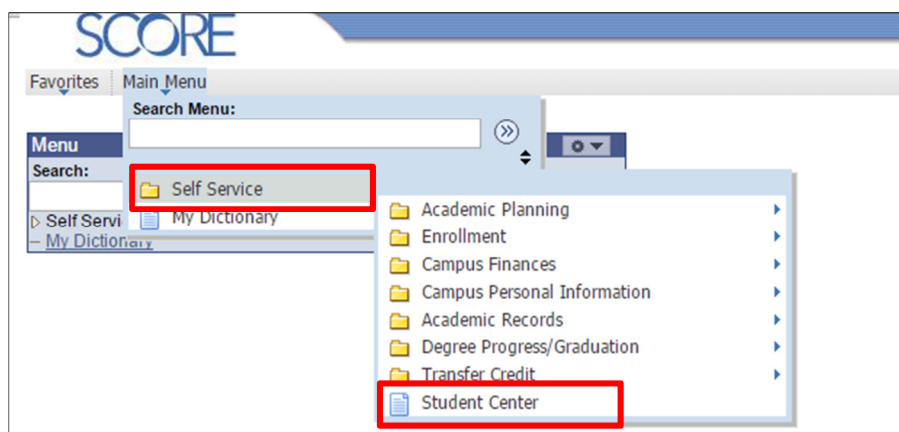 SCORE
Favorites Main Menu
Search Menu:
Menu
Search:
Self Service
My Dictionary
Self Servi
My Dictionary
Academic Planning
Enrollment
Campus Finances
Campus Personal Information
Academic Records
Degree Progress/Graduation
Transfer Credit
Student Center